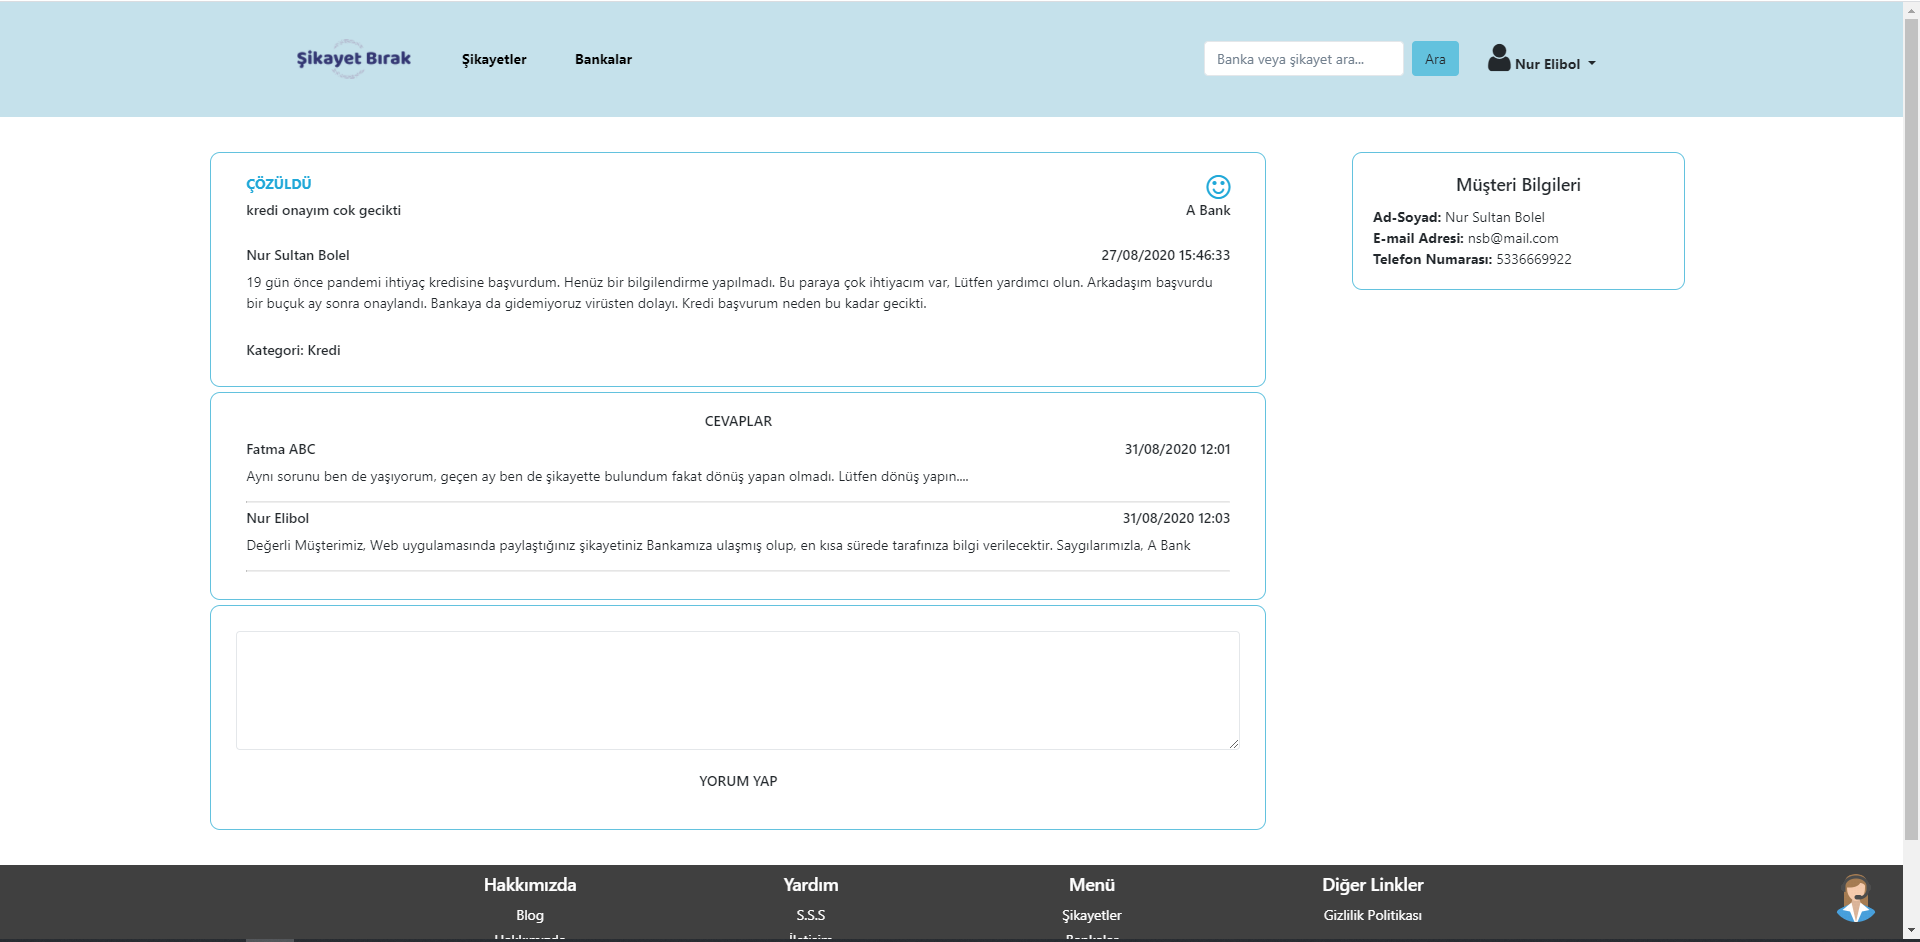 Şikayet Bırak
Şikayetler
Bankalar
Banka veya şikayet ara...
Ara
Nur Elibol
ÇÖZÜLDÜ
kredi onayım cok gecikti
A Bank
Nur Sultan Bolel
27/08/2020 15:46:33
19 gün önce pandemi ihtiyaç kredisine başvurdum. Henüz bir bilgilendirme yapılmadı. Bu paraya çok ihtiyacım var, Lütfen yardımcı olun. Arkadaşım başvurdu
bir buçuk ay sonra onaylandı. Bankaya da gidemiyoruz virüsten dolayı. Kredi başvurum neden bu kadar gecikti.
Kategori: Kredi
Müşteri Bilgileri
Ad-Soyad: Nur Sultan Bolel
E-mail Adresi: nsb@mail.com
Telefon Numarası: 5336669922
CEVAPLAR
Fatma ABC
31/08/2020 12:01
Aynı sorunu ben de yaşıyorum, geçen ay ben de şikayette bulundum fakat dönüş yapan olmadı. Lütfen dönüş yapın....
Nur Elibol
31/08/2020 12:03
Değerli Müşterimiz, Web uygulamasında paylaştığınız şikayetiniz Bankamıza ulaşmış olup, en kısa sürede tarafınıza bilgi verilecektir. Saygılarımızla, A Bank
YORUM YAP
Hakkımızda
Yardım
Menü
Diğer Linkler
Blog
S.S.S
Şikayetler
Gizlilik Politikası
Hakkımızda
İletişim
Bankalar